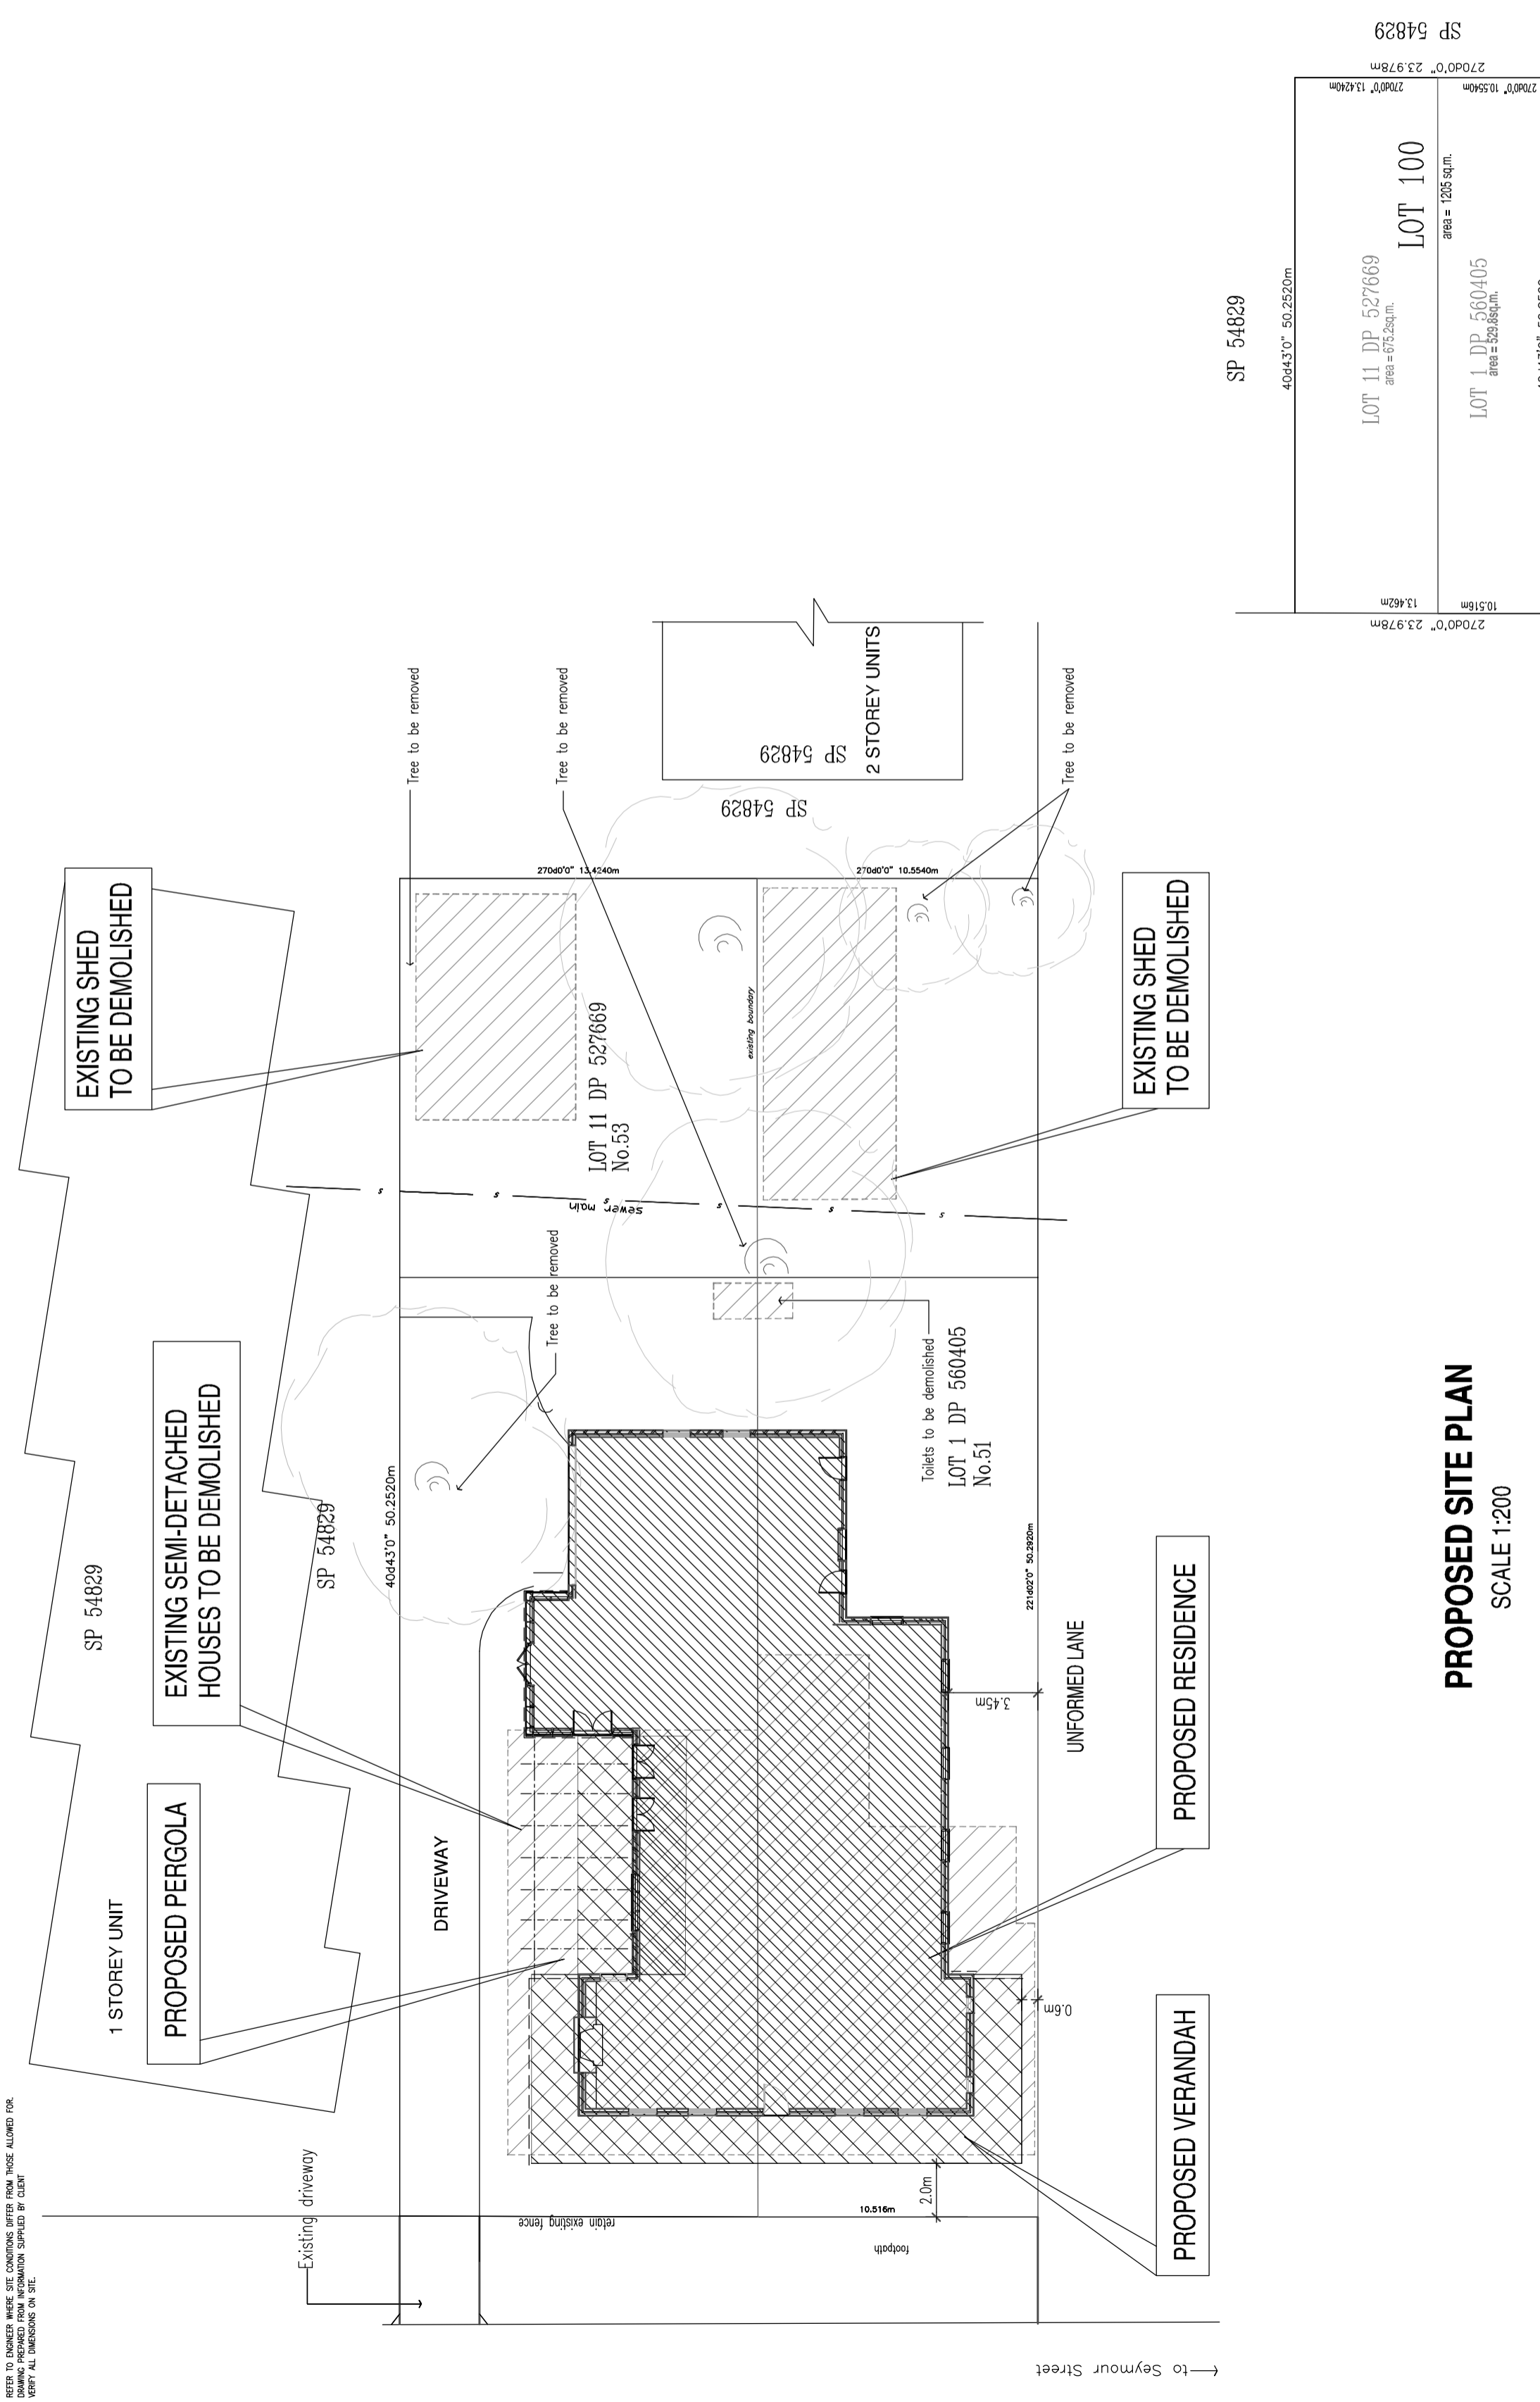 REFER TO ENGINEER WHERE SITE CONDITIONS DIFFER FROM THOSE ALLOWED FOR.
DRAWING PREPARED FROM INFORMATION SUPPLIED BY CLIENT
VERIFY ALL DIMENSIONS ON SITE.
EXISTING SHED
TO BE DEMOLISHED
EXISTING SEMI-DETACHED
HOUSES TO BE DEMOLISHED
SP 54829
SP 54829
1 STOREY UNIT
PROPOSED PERGOLA
Existing driveway
DRIVEWAY
40d43'0" 50.2520m
Tree to be removed
Tree to be removed
Tree to be removed
Tree to be removed
270d0'0" 13.4240m
270d0'0" 10.5540m
SP 54829
SP 54829
2 STOREY UNITS
LOT 11 DP 527669
No.53
existing boundary
s
s
s
s
s
s
sewer main
Toilets to be demolished
LOT 1 DP 560405
No.51
EXISTING SHED
TO BE DEMOLISHED
221d02'0" 50.2920m
UNFORMED LANE
3.45m
0.6m
2.0m
10.516m
retain existing fence
footpath
to Seymour Street
PROPOSED RESIDENCE
PROPOSED VERANDAH
PROPOSED SITE PLAN
SCALE 1:200
SP 54829
270d0'0" 23.978m
270d0'0" 13.4240m
270d0'0" 10.5540m
SP 54829
40d43'0" 50.2520m
LOT 100
area = 1205 sq.m.
LOT 11 DP 527669
area = 675.2sq.m.
LOT 1 DP 560405
area = 529.8sq.m.
13.462m
10.516m
270d0'0" 23.978m